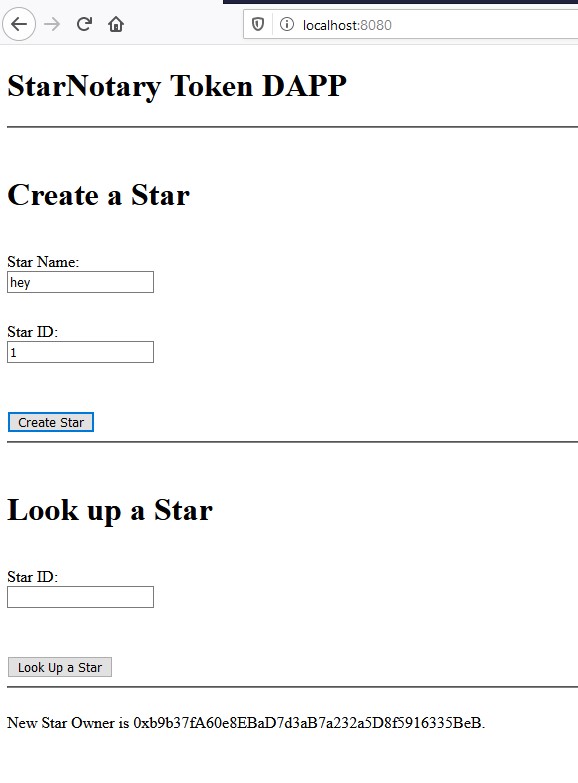 localhost:8080
StarNotary Token DAPP
Create a Star
Star Name:
hey
Star ID:
1
Create Star
Look up a Star
Star ID:
Look Up a Star
New Star Owner is 0xb9b37fA60e8EBaD7d3aB7a232a5D8f5916335BeB.